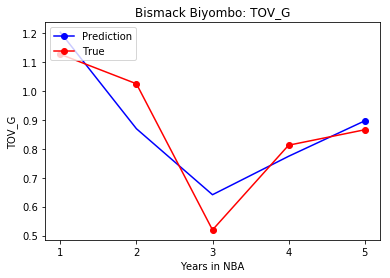 Bismack Biyombo: TOV_G
Prediction
True
TOV_G
1.2
1.1
1.0
0.9
0.8
0.7
0.6
0.5
1 2 3 4 5
Years in NBA